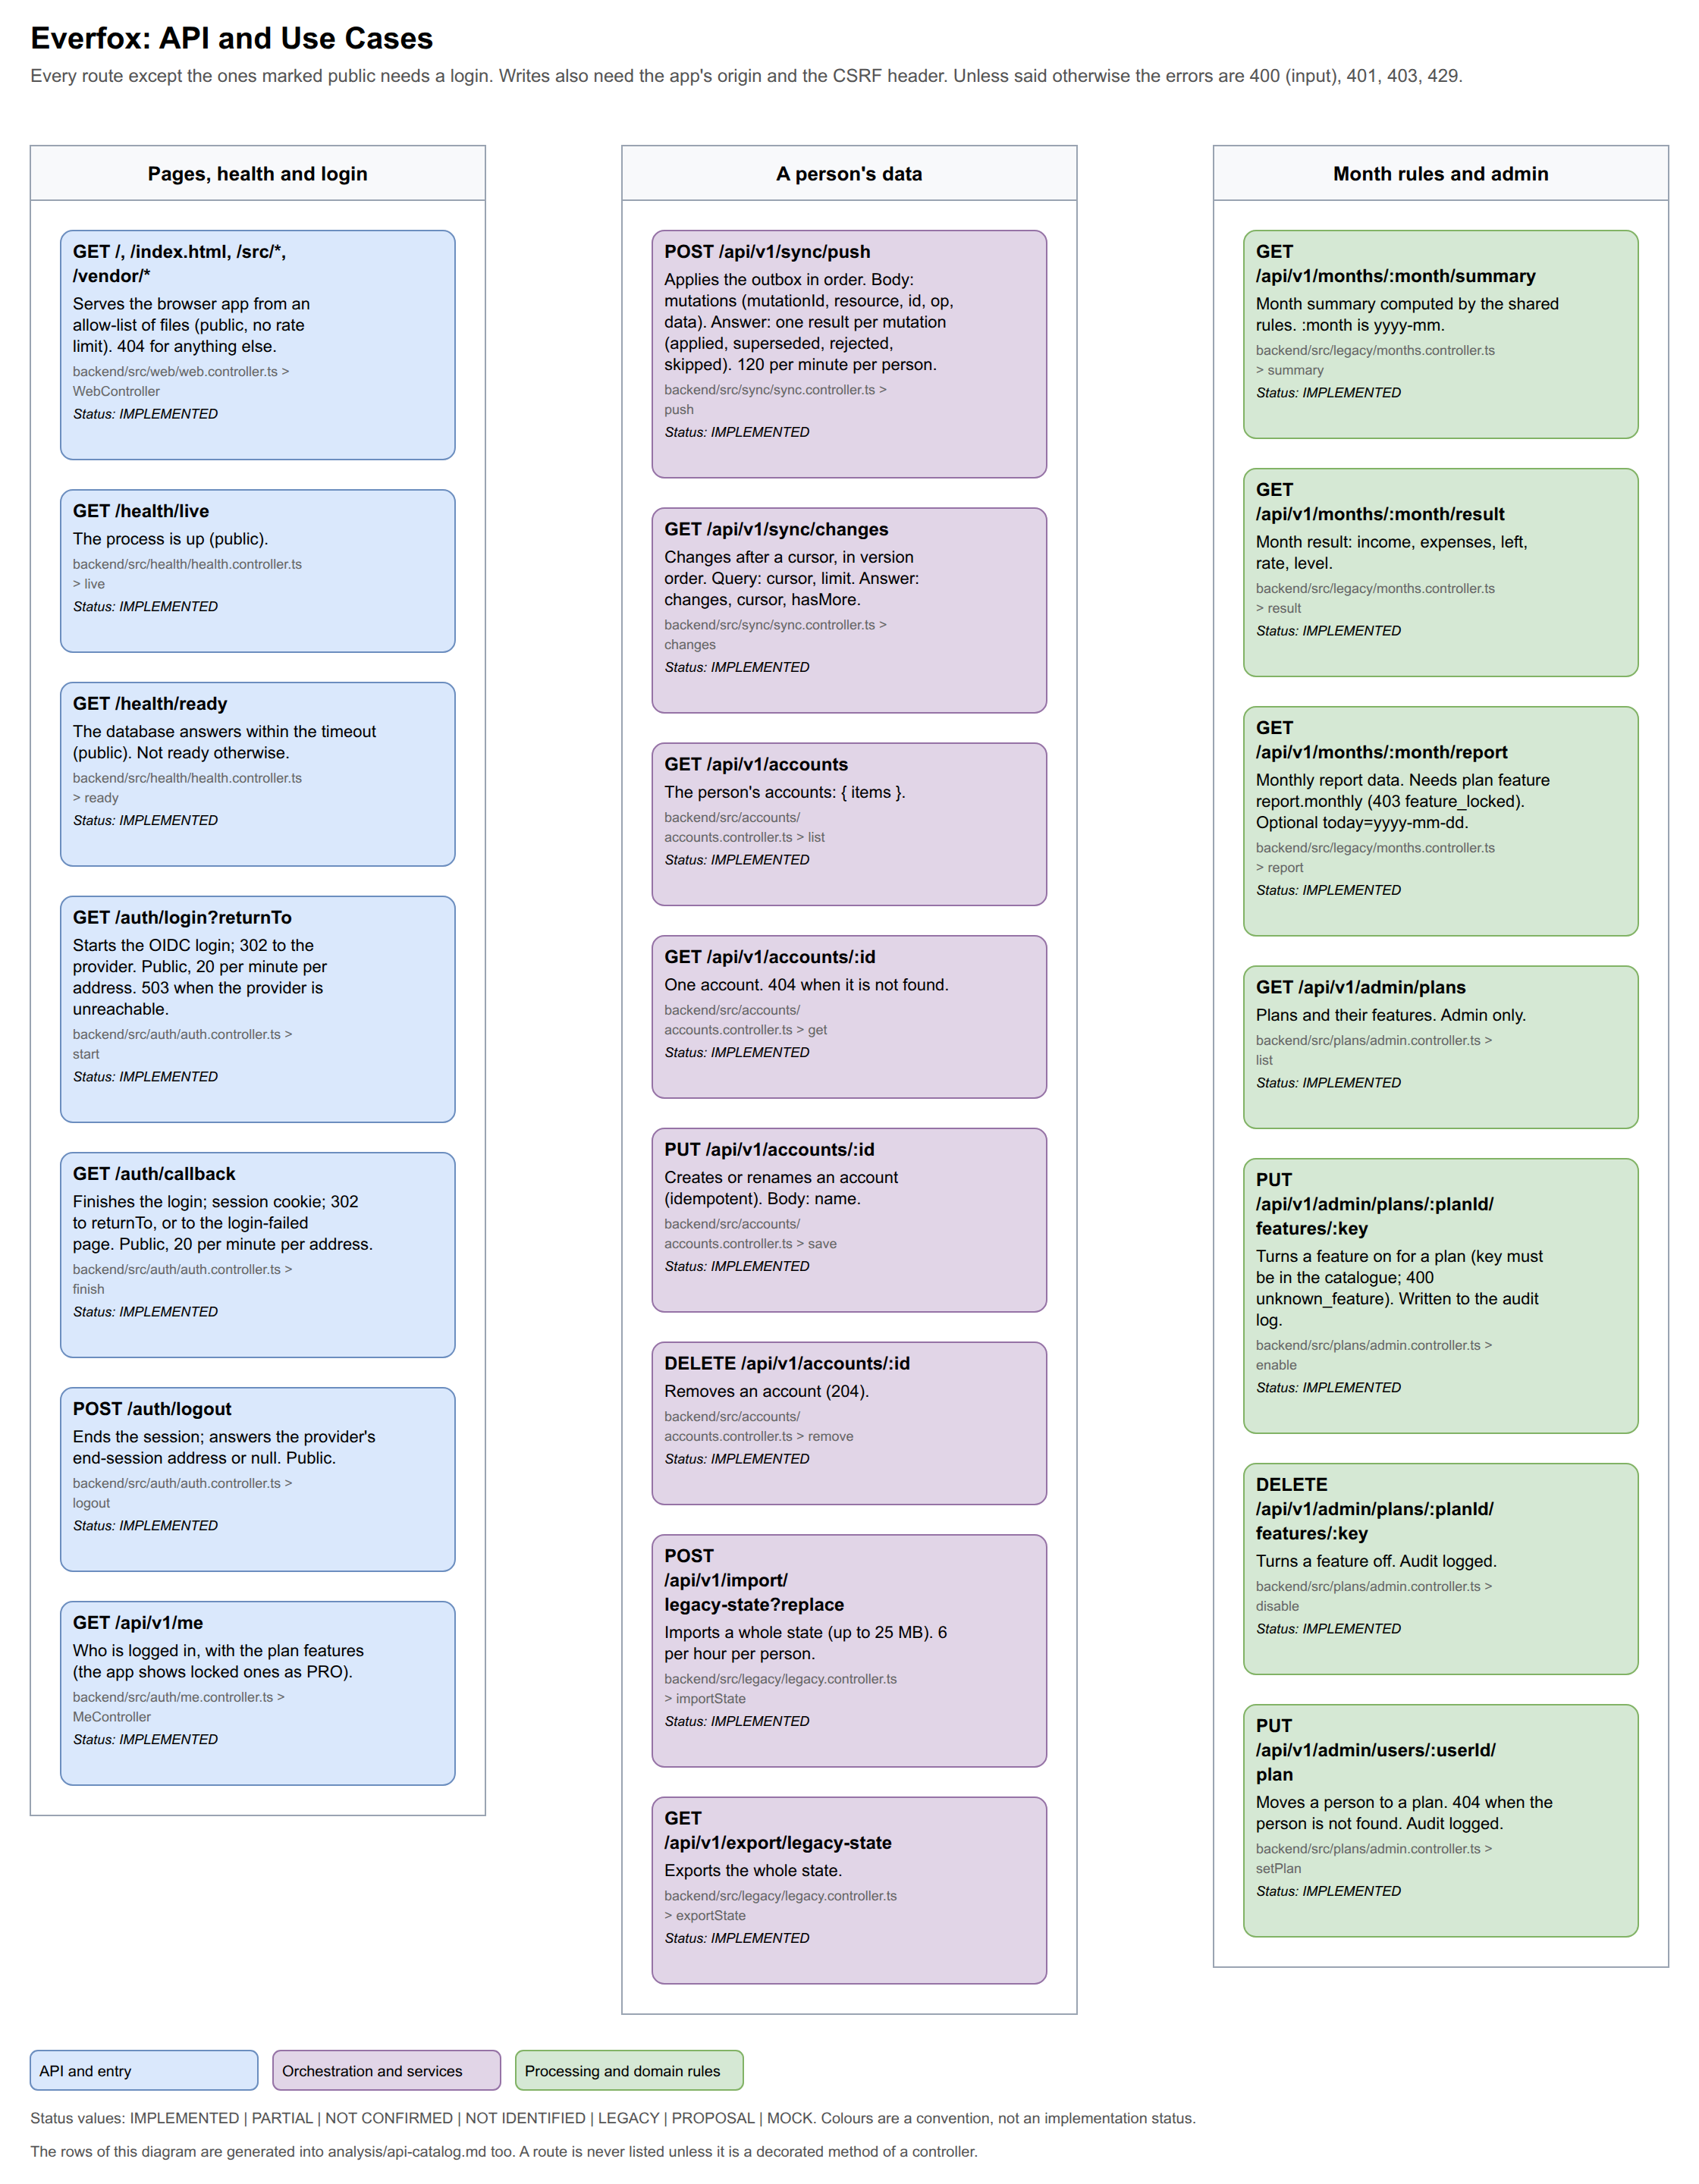 Everfox: API and Use Cases
Every route except the ones marked public needs a login. Writes also need the app's origin and the CSRF header. Unless said otherwise the errors are 400 (input), 401, 403, 429.
Pages, health and login
GET /, /index.html, /src/*,
/vendor/*
Serves the browser app from an
allow-list of files (public, no rate
limit). 404 for anything else.
backend/src/web/web.controller.ts >
WebController
Status: IMPLEMENTED
GET /health/live
The process is up (public).
backend/src/health/health.controller.ts
> live
Status: IMPLEMENTED
GET /health/ready
The database answers within the timeout
(public). Not ready otherwise.
backend/src/health/health.controller.ts
> ready
Status: IMPLEMENTED
GET /auth/login?returnTo
Starts the OIDC login; 302 to the
provider. Public, 20 per minute per
address. 503 when the provider is
unreachable.
backend/src/auth/auth.controller.ts >
start
Status: IMPLEMENTED
GET /auth/callback
Finishes the login; session cookie; 302
to returnTo, or to the login-failed
page. Public, 20 per minute per address.
backend/src/auth/auth.controller.ts >
finish
Status: IMPLEMENTED
POST /auth/logout
Ends the session; answers the provider's
end-session address or null. Public.
backend/src/auth/auth.controller.ts >
logout
Status: IMPLEMENTED
GET /api/v1/me
Who is logged in, with the plan features
(the app shows locked ones as PRO).
backend/src/auth/me.controller.ts >
MeController
Status: IMPLEMENTED
A person's data
POST /api/v1/sync/push
Applies the outbox in order. Body:
mutations (mutationId, resource, id, op,
data). Answer: one result per mutation
(applied, superseded, rejected,
skipped). 120 per minute per person.
backend/src/sync/sync.controller.ts >
push
Status: IMPLEMENTED
GET /api/v1/sync/changes
Changes after a cursor, in version
order. Query: cursor, limit. Answer:
changes, cursor, hasMore.
backend/src/sync/sync.controller.ts >
changes
Status: IMPLEMENTED
GET /api/v1/accounts
The person's accounts: { items }.
backend/src/accounts/
accounts.controller.ts > list
Status: IMPLEMENTED
GET /api/v1/accounts/:id
One account. 404 when it is not found.
backend/src/accounts/
accounts.controller.ts > get
Status: IMPLEMENTED
PUT /api/v1/accounts/:id
Creates or renames an account
(idempotent). Body: name.
backend/src/accounts/
accounts.controller.ts > save
Status: IMPLEMENTED
DELETE /api/v1/accounts/:id
Removes an account (204).
backend/src/accounts/
accounts.controller.ts > remove
Status: IMPLEMENTED
POST
/api/v1/import/
legacy-state?replace
Imports a whole state (up to 25 MB). 6
per hour per person.
backend/src/legacy/legacy.controller.ts
> importState
Status: IMPLEMENTED
GET
/api/v1/export/legacy-state
Exports the whole state.
backend/src/legacy/legacy.controller.ts
> exportState
Status: IMPLEMENTED
Month rules and admin
GET
/api/v1/months/:month/summary
Month summary computed by the shared
rules. :month is yyyy-mm.
backend/src/legacy/months.controller.ts
> summary
Status: IMPLEMENTED
GET
/api/v1/months/:month/result
Month result: income, expenses, left,
rate, level.
backend/src/legacy/months.controller.ts
> result
Status: IMPLEMENTED
GET
/api/v1/months/:month/report
Monthly report data. Needs plan feature
report.monthly (403 feature_locked).
Optional today=yyyy-mm-dd.
backend/src/legacy/months.controller.ts
> report
Status: IMPLEMENTED
GET /api/v1/admin/plans
Plans and their features. Admin only.
backend/src/plans/admin.controller.ts >
list
Status: IMPLEMENTED
PUT
/api/v1/admin/plans/:planId/
features/:key
Turns a feature on for a plan (key must
be in the catalogue; 400
unknown_feature). Written to the audit
log.
backend/src/plans/admin.controller.ts >
enable
Status: IMPLEMENTED
DELETE
/api/v1/admin/plans/:planId/
features/:key
Turns a feature off. Audit logged.
backend/src/plans/admin.controller.ts >
disable
Status: IMPLEMENTED
PUT
/api/v1/admin/users/:userId/
plan
Moves a person to a plan. 404 when the
person is not found. Audit logged.
backend/src/plans/admin.controller.ts >
setPlan
Status: IMPLEMENTED
API and entry
Orchestration and services
Processing and domain rules
Status values: IMPLEMENTED | PARTIAL | NOT CONFIRMED | NOT IDENTIFIED | LEGACY | PROPOSAL | MOCK. Colours are a convention, not an implementation status.
The rows of this diagram are generated into analysis/api-catalog.md too. A route is never listed unless it is a decorated method of a controller.